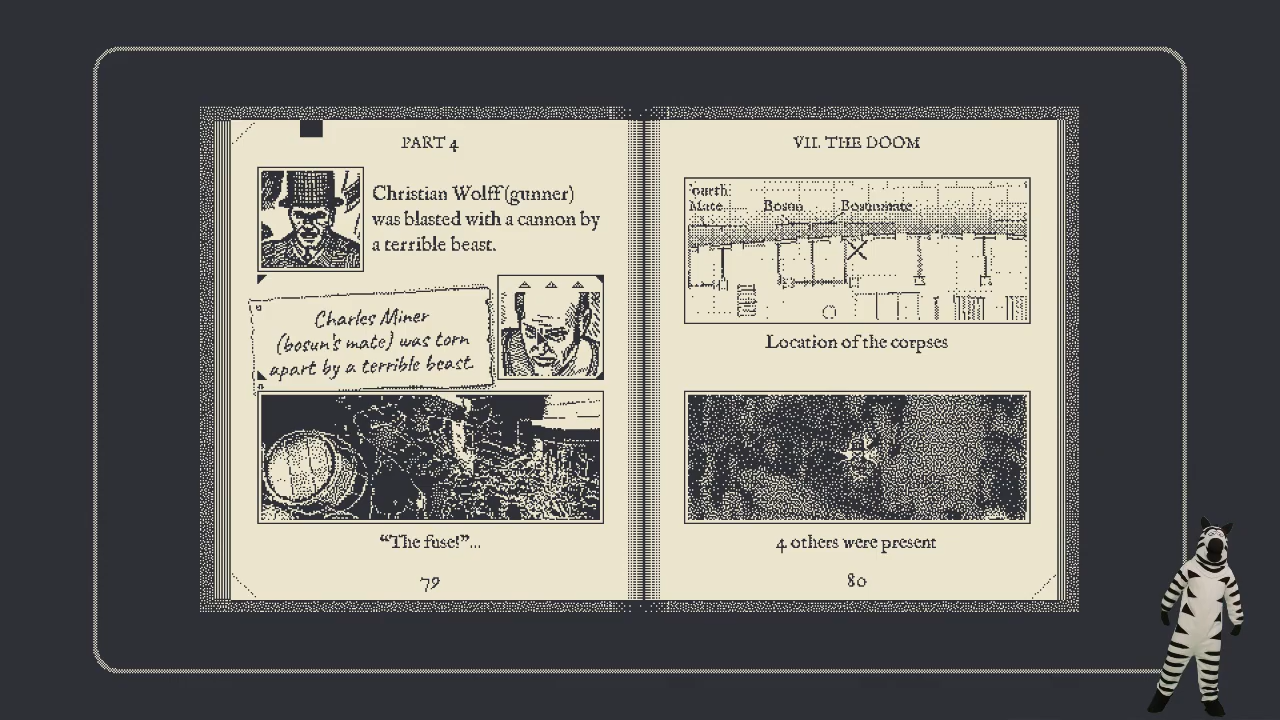 PART 4
Christian Wolff (gunner)
was blasted with a cannon by
a terrible beast.
Charles Miner
(bosun's mate) was torn
apart by a terrible beast.
“The fuse!”...
79
VII. THE DOOM
ourth
Mate
Bosun
Bosunmate
Location of the corpses
4 others were present
80